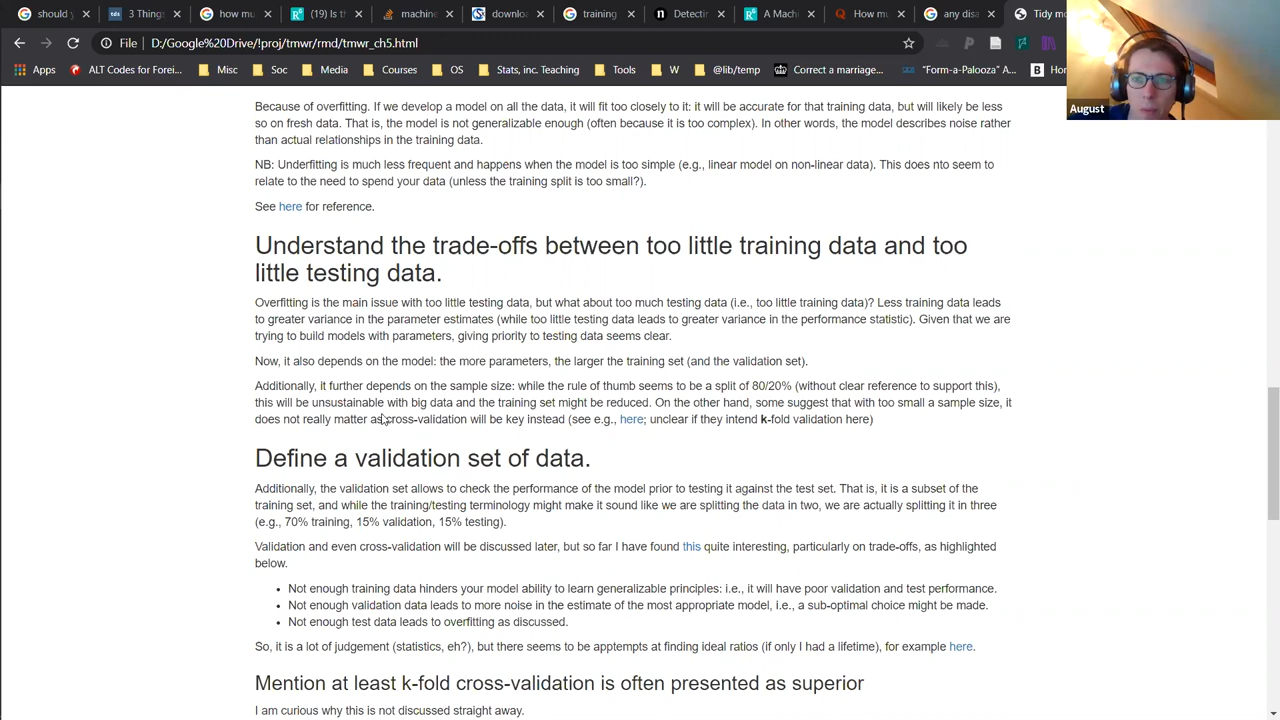 should y
3 Things
how mu
(19) Is th
machine
downloa
training
Detectin
A Mach
How mu
any disa
Tidy mo
File D:/Google%20Drive/!proj/tmwr/rmd/tmwr_ch5.html
Apps ALT Codes for Forei... Misc Soc Media Courses OS Stats, inc. Teaching Tools W @lib/temp Correct a marriage... "Form-a-Palooza" A... Ho
August
Because of overfitting. If we develop a model on all the data, it will fit too closely to it: it will be accurate for that training data, but will likely be less
so on fresh data. That is, the model is not generalizable enough (often because it is too complex). In other words, the model describes noise rather
than actual relationships in the training data.
NB: Underfitting is much less frequent and happens when the model is too simple (e.g., linear model on non-linear data). This does nto seem to
relate to the need to spend your data (unless the training split is too small?).
See here for reference.
Understand the trade-offs between too little training data and too
little testing data.
Overfitting is the main issue with too little testing data, but what about too much testing data (i.e., too little training data)? Less training data leads
to greater variance in the parameter estimates (while too little testing data leads to greater variance in the performance statistic). Given that we are
trying to build models with parameters, giving priority to testing data seems clear.
Now, it also depends on the model: the more parameters, the larger the training set (and the validation set).
Additionally, it further depends on the sample size: while the rule of thumb seems to be a split of 80/20% (without clear reference to support this),
this will be unsustainable with big data and the training set might be reduced. On the other hand, some suggest that with too small a sample size, it
does not really matter as cross-validation will be key instead (see e.g., here; unclear if they intend k-fold validation here)
Define a validation set of data.
Additionally, the validation set allows to check the performance of the model prior to testing it against the test set. That is, it is a subset of the
training set, and while the training/testing terminology might make it sound like we are splitting the data in two, we are actually splitting it in three
(e.g., 70% training, 15% validation, 15% testing).
Validation and even cross-validation will be discussed later, but so far I have found this quite interesting, particularly on trade-offs, as highlighted
below.
• Not enough training data hinders your model ability to learn generalizable principles: i.e., it will have poor validation and test performance.
• Not enough validation data leads to more noise in the estimate of the most appropriate model, i.e., a sub-optimal choice might be made.
• Not enough test data leads to overfitting as discussed.
So, it is a lot of judgement (statistics, eh?), but there seems to be apptempts at finding ideal ratios (if only I had a lifetime), for example here.
Mention at least k-fold cross-validation is often presented as superior
I am curious why this is not discussed straight away.